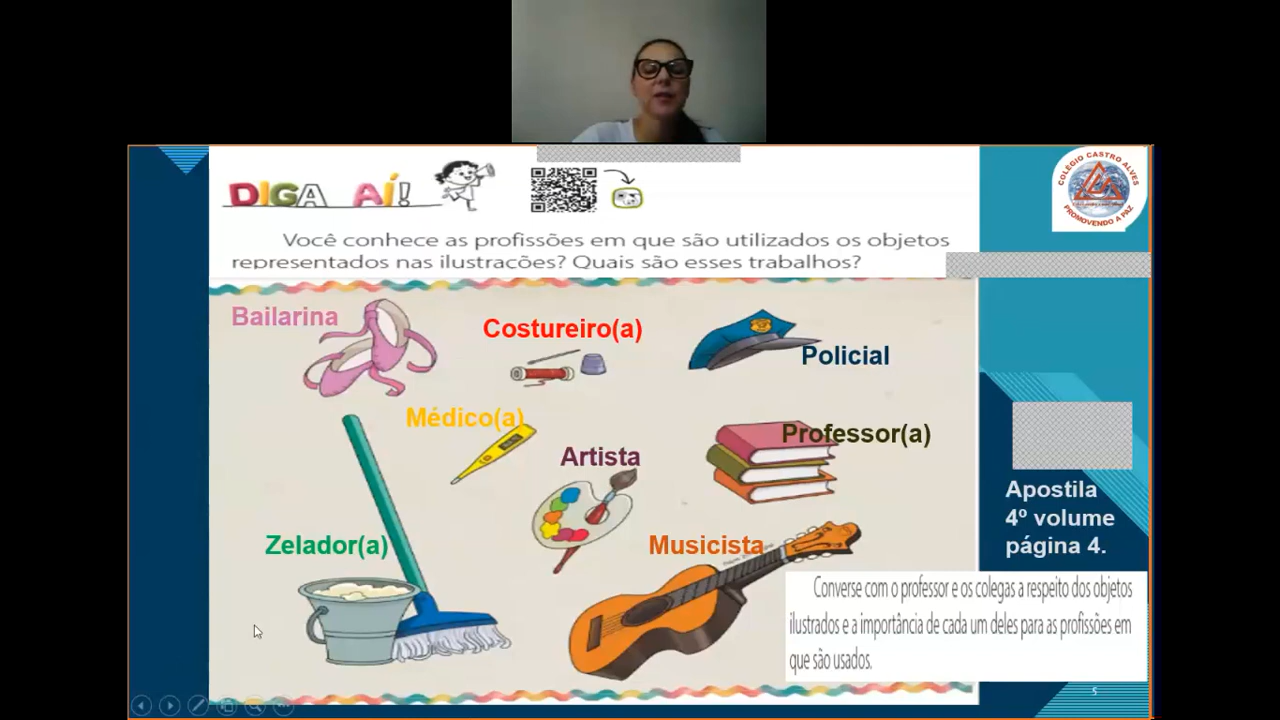 DIGA AÍ!
COLÉGIO CASTRO ALVES
PROMOVENDO A PAZ
Você conhece as profissões em que são utilizados os objetos
representados nas ilustrações? Quais são esses trabalhos?
Bailarina
Costureiro(a)
Policial
Médico(a)
Professor(a)
Artista
Zelador(a)
Musicista
Apostila
4º volume
página 4.
Converse com o professor e os colegas a respeito dos objetos
ilustrados e a importância de cada um deles para as profissões em
que são usados.
5